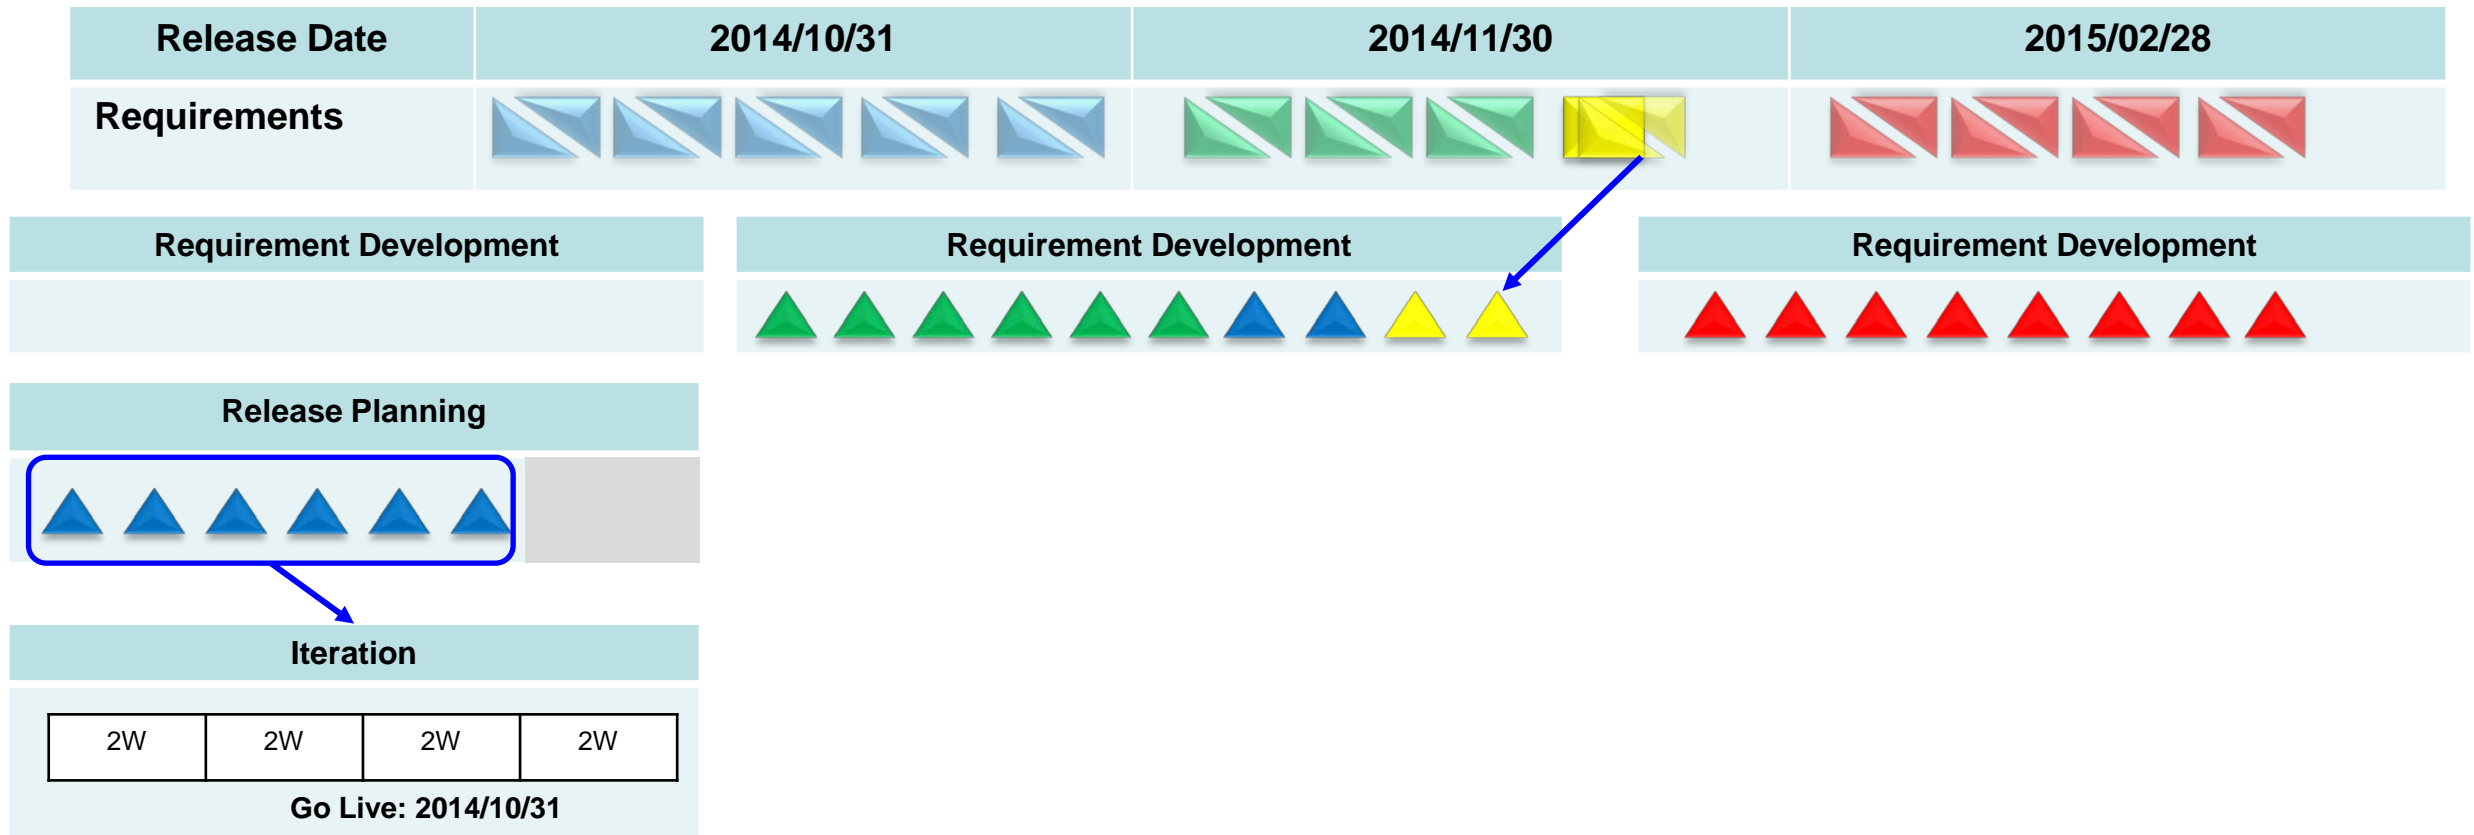 Release Date
2014/10/31
2014/11/30
2015/02/28
Requirements
Requirement Development
Requirement Development
Requirement Development
Release Planning
Iteration
2W
2W
2W
2W
Go Live: 2014/10/31